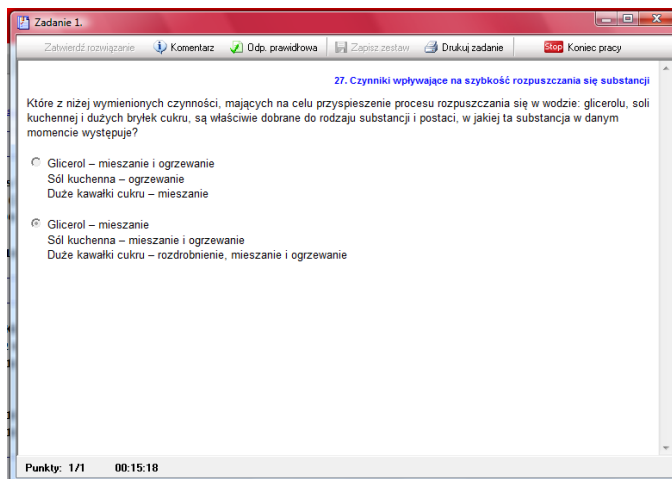 Zadanie 1.
Zatwierdź rozwiązanie Komentarz Odp. prawidłowa Zapisz zestaw Drukuj zadanie Stop Koniec pracy
27. Czynniki wpływające na szybkość rozpuszczania się substancji
Które z niżej wymienionych czynności, mających na celu przyspieszenie procesu rozpuszczania się w wodzie: glicerolu, soli
kuchennej i dużych bryłek cukru, są właściwie dobrane do rodzaju substancji i postaci, w jakiej ta substancja w danym
momencie występuje?
Glicerol – mieszanie i ogrzewanie
Sól kuchenna – ogrzewanie
Duże kawałki cukru – mieszanie
Glicerol – mieszanie
Sól kuchenna – mieszanie i ogrzewanie
Duże kawałki cukru – rozdrobnienie, mieszanie i ogrzewanie
Punkty: 1/1 00:15:18